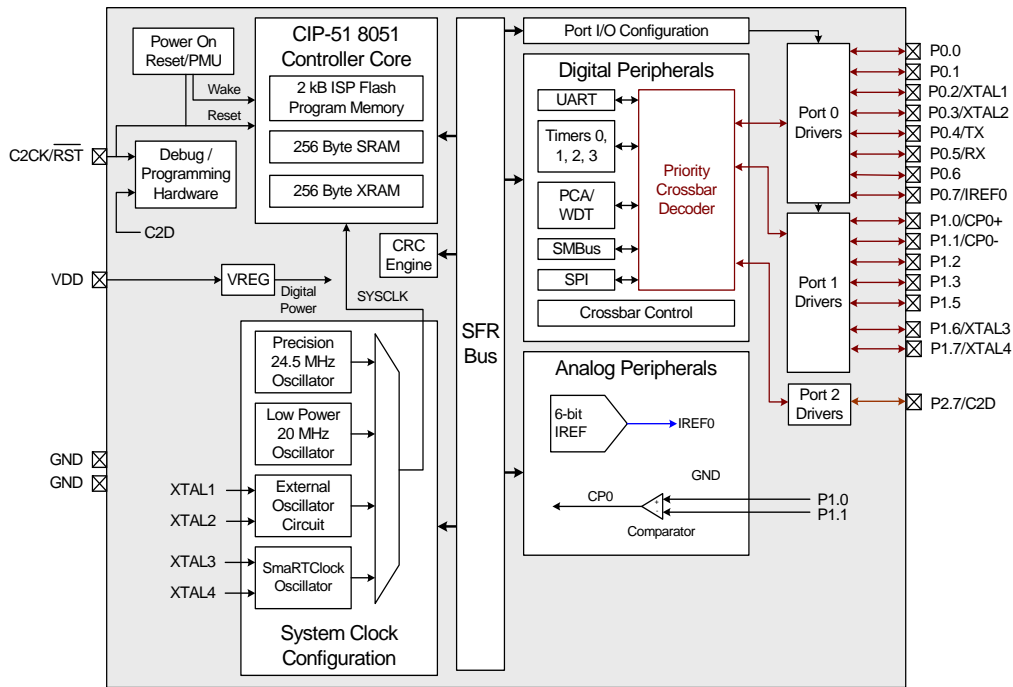 Power On
Reset/PMU
Wake
Reset
C2CK/RST
Debug /
Programming
Hardware
C2D
VDD
VREG
Digital
Power
GND
GND
CIP-51 8051
Controller Core
2 kB ISP Flash
Program Memory
256 Byte SRAM
256 Byte XRAM
CRC
Engine
SYSCLK
Precision
24.5 MHz
Oscillator
Low Power
20 MHz
Oscillator
XTAL1
XTAL2
External
Oscillator
Circuit
XTAL3
XTAL4
SmaRTClock
Oscillator
System Clock
Configuration
SFR
Bus
Port I/O Configuration
Digital Peripherals
UART
Timers 0,
1, 2, 3
PCA/
WDT
SMBus
SPI
Priority
Crossbar
Decoder
Crossbar Control
Analog Peripherals
6-bit
IREF
IREF0
GND
CP0
+
-
Comparator
P1.0
P1.1
Port 0
Drivers
Port 1
Drivers
Port 2
Drivers
P0.0
P0.1
P0.2/XTAL1
P0.3/XTAL2
P0.4/TX
P0.5/RX
P0.6
P0.7/IREF0
P1.0/CP0+
P1.1/CP0-
P1.2
P1.3
P1.5
P1.6/XTAL3
P1.7/XTAL4
P2.7/C2D